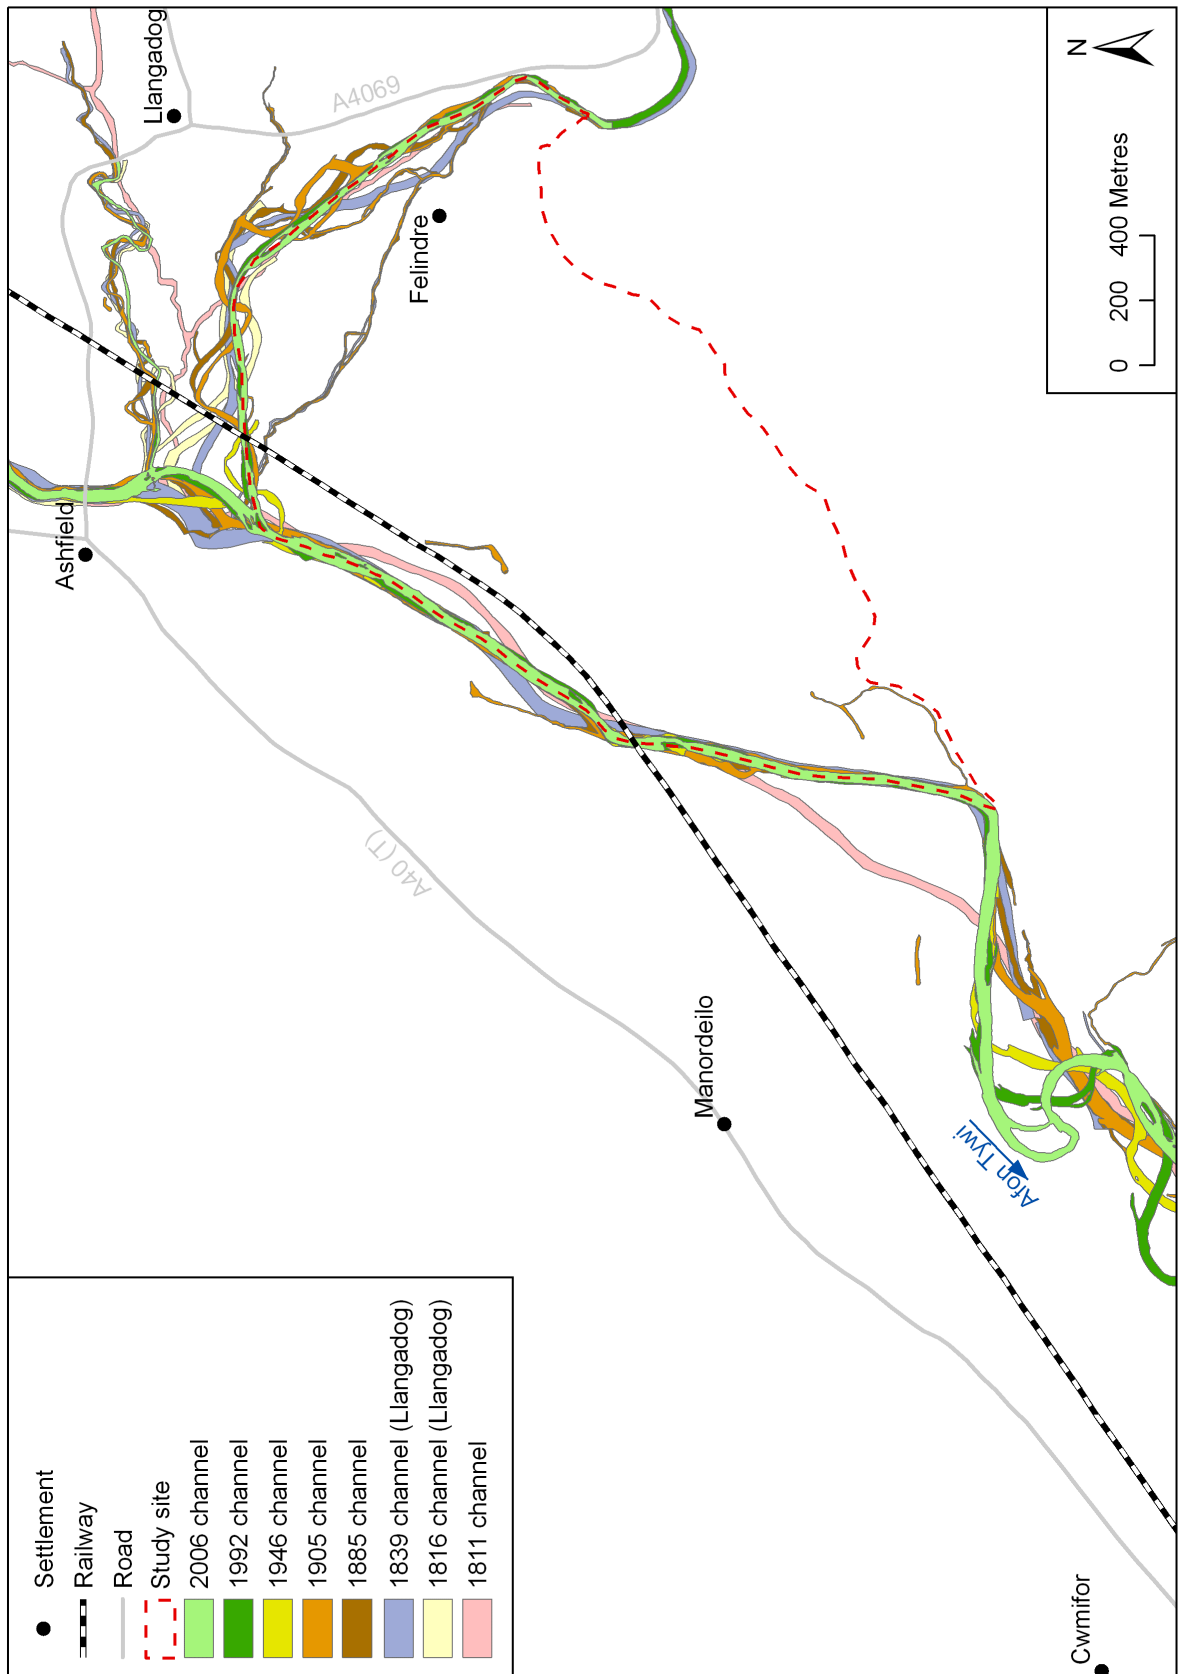 Settlement
Railway
Road
Study site
2006 channel
1992 channel
1946 channel
1905 channel
1885 channel
1839 channel (Llangadog)
1816 channel (Llangadog)
1811 channel
Cwmifor
Manordeilo
Afon Tywi
A40 (T)
Ashfield
Felindre
Llangadog
A4069
N
0 200 400 Metres